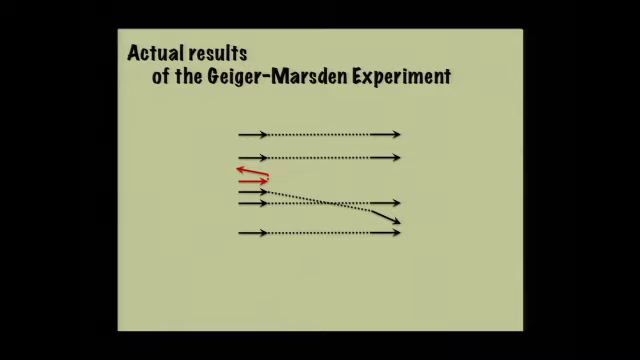 Actual results
of the Geiger-Marsden Experiment